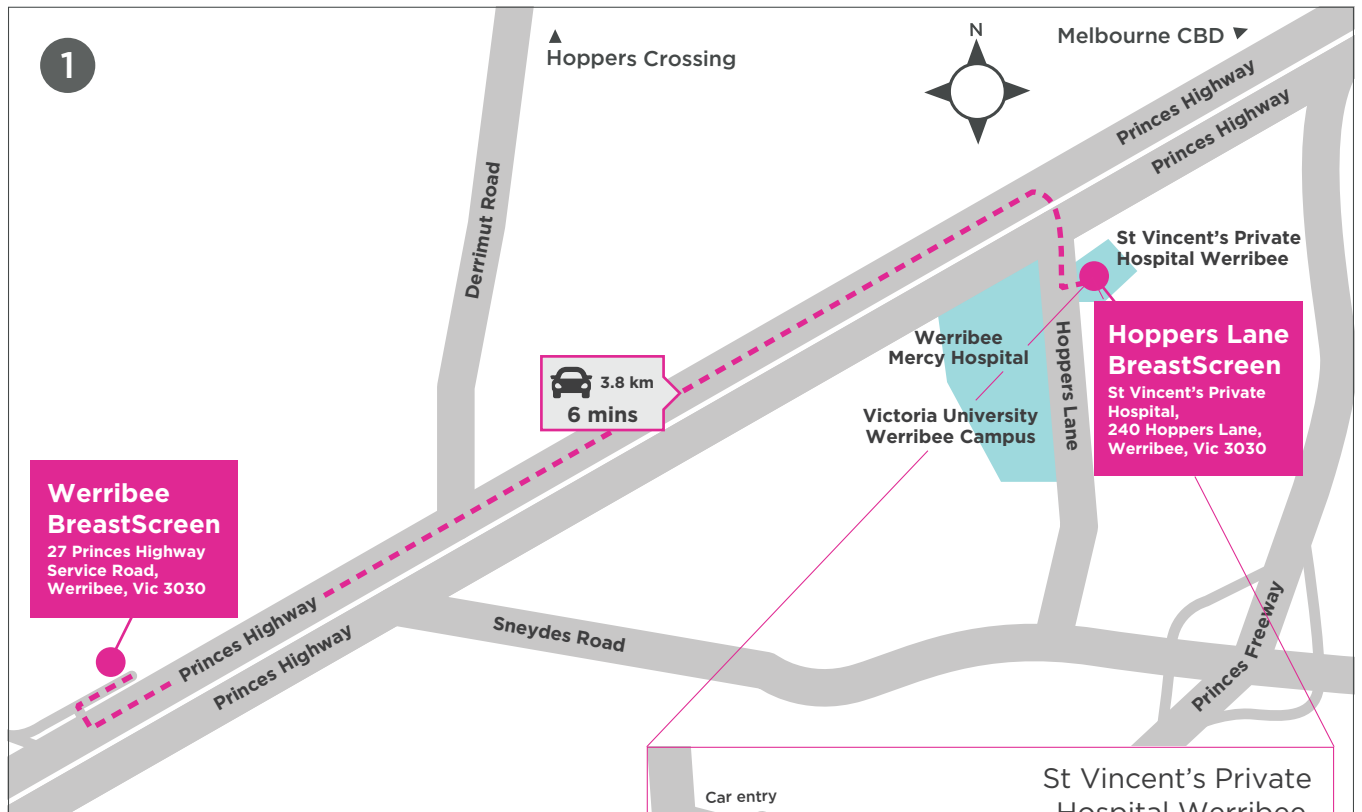 1
Hoppers Crossing
N
Melbourne CBD
Princes Highway
Princes Highway
Derrimut Road
St Vincent's Private
Hospital Werribee
Werribee
Mercy Hospital
Hoppers Lane
Hoppers Lane
BreastScreen
St Vincent's Private
Hospital,
240 Hoppers Lane,
Werribee, Vic 3030
3.8 km
6 mins
Victoria University
Werribee Campus
Werribee
BreastScreen
27 Princes Highway
Service Road,
Werribee, Vic 3030
Princes Highway
Princes Highway
Sneydes Road
Princes Freeway
St Vincent's Private
Hospital Werribee
Car entry